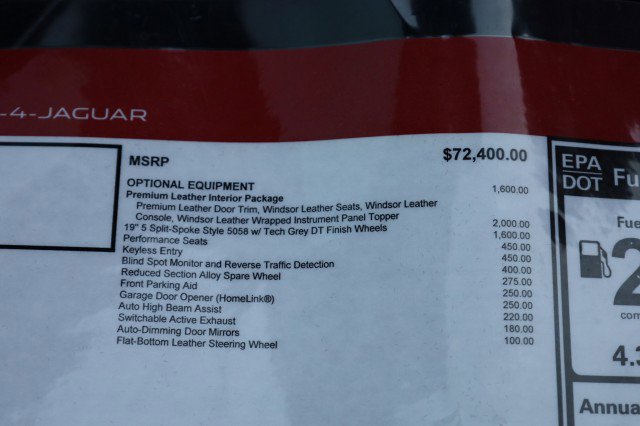 -4-JAGUAR
MSRP $72,400.00
OPTIONAL EQUIPMENT
Premium Leather Interior Package 1,600.00
Premium Leather Door Trim, Windsor Leather Seats, Windsor Leather
Console, Windsor Leather Wrapped Instrument Panel Topper
19" 5 Split-Spoke Style 5058 w/ Tech Grey DT Finish Wheels 2,000.00
Performance Seats 1,600.00
Keyless Entry 450.00
Blind Spot Monitor and Reverse Traffic Detection 450.00
Reduced Section Alloy Spare Wheel 400.00
Front Parking Aid 275.00
Garage Door Opener (HomeLink®) 250.00
Auto High Beam Assist 250.00
Switchable Active Exhaust 220.00
Auto-Dimming Door Mirrors 180.00
Flat-Bottom Leather Steering Wheel 100.00
EPA
DOT
Fu
Fue
2
com
4.
Annua